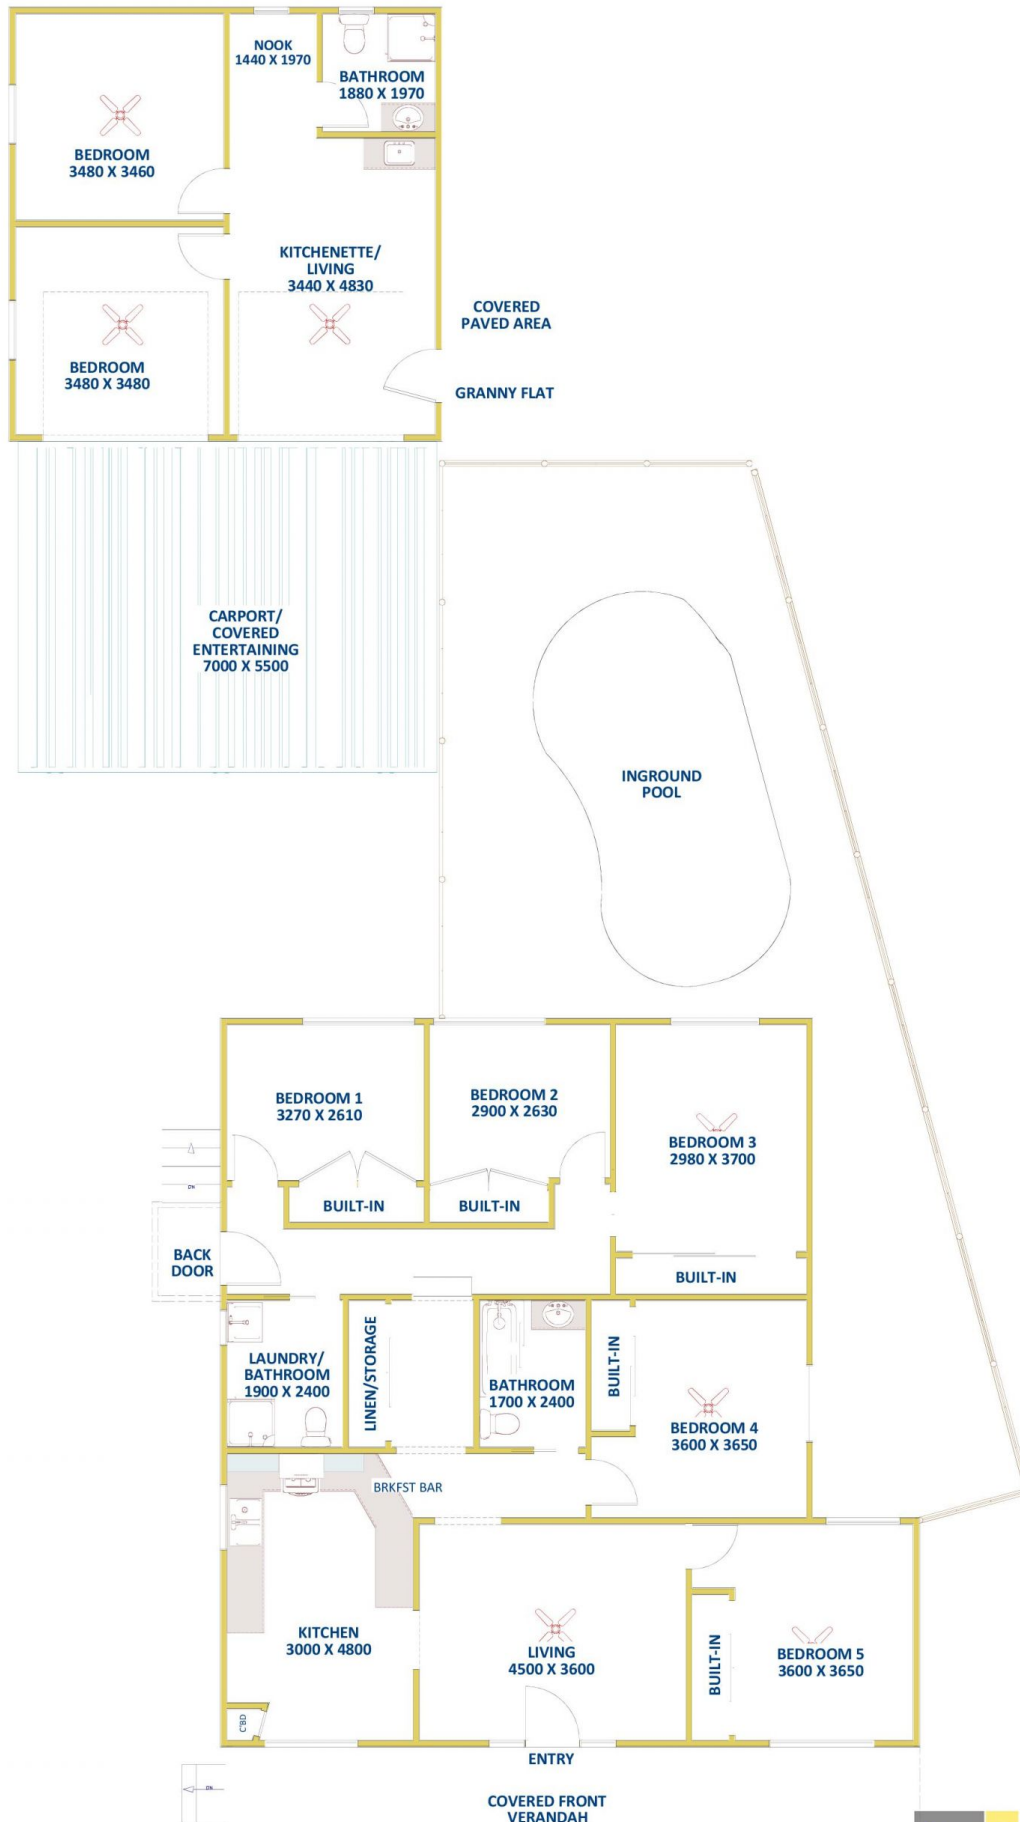 NOOK
1440 X 1970
BATHROOM
1880 X 1970
BEDROOM
3480 X 3460
KITCHENETTE/
LIVING
3440 X 4830
COVERED
PAVED AREA
BEDROOM
3480 X 3480
GRANNY FLAT
CARPORT/
COVERED
ENTERTAINING
7000 X 5500
INGROUND
POOL
BEDROOM 1
3270 X 2610
BEDROOM 2
2900 X 2630
BEDROOM 3
2980 X 3700
DN
BUILT-IN
BUILT-IN
BACK
DOOR
BUILT-IN
LAUNDRY/
BATHROOM
1900 X 2400
LINEN/STORAGE
BATHROOM
1700 X 2400
BUILT-IN
BEDROOM 4
3600 X 3650
BRKFST BAR
KITCHEN
3000 X 4800
LIVING
4500 X 3600
BUILT-IN
BEDROOM 5
3600 X 3650
C'BD
ENTRY
DN
COVERED FRONT
VERANDAH